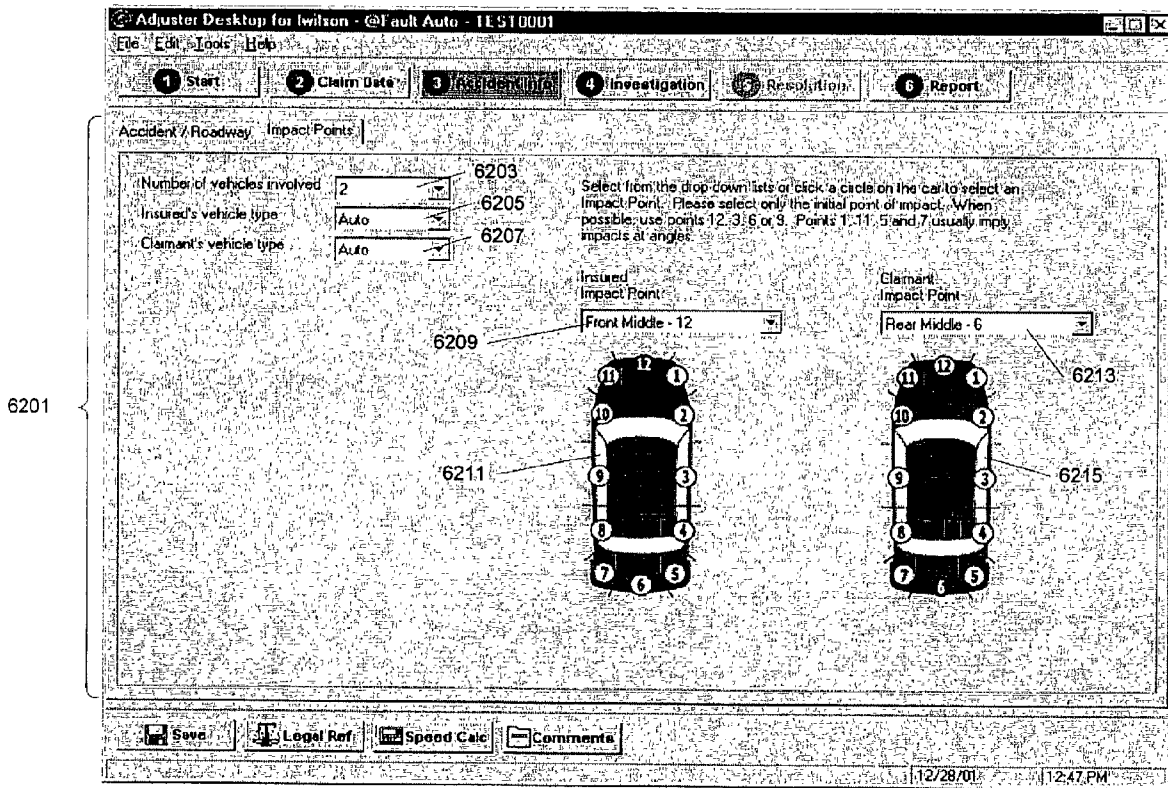 Adjuster Desktop for lwilson - @Fault Auto - TEST0001
File Edit Tools Help
1 Start 2 Claim Data 3 Accident Info 4 Investigation Resolution 6 Report
Accident / Roadway Impact Points
Number of vehicles involved 2 6203
Insured's vehicle type Auto 6205
Claimant's vehicle type Auto 6207
Select from the drop down lists or click a circle on the car to select an
Impact Point. Please select only the initial point of impact. When
possible, use points 12, 3, 6 or 9. Points 1, 11, 5 and 7 usually imply
impacts at angles.
Insured
Impact Point
Front Middle - 12
6209
Claimant
Impact Point
Rear Middle - 6
6213
6201
11 12 1
10 2
9 3
8 4
7 6 5
6211
11 12 1
10 2
9 3
8 4
7 6 5
6215
Save Legal Ref Speed Calc Comments
12/28/01 12:47 PM